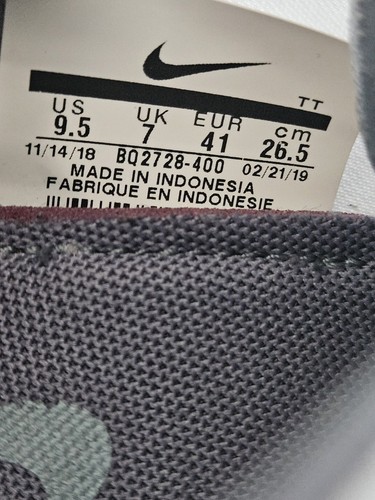 TT
US UK EUR cm
9.5 7 41 26.5
11/14/18 BQ2728-400 02/21/19
MADE IN INDONESIA
FABRIQUE EN INDONESIE